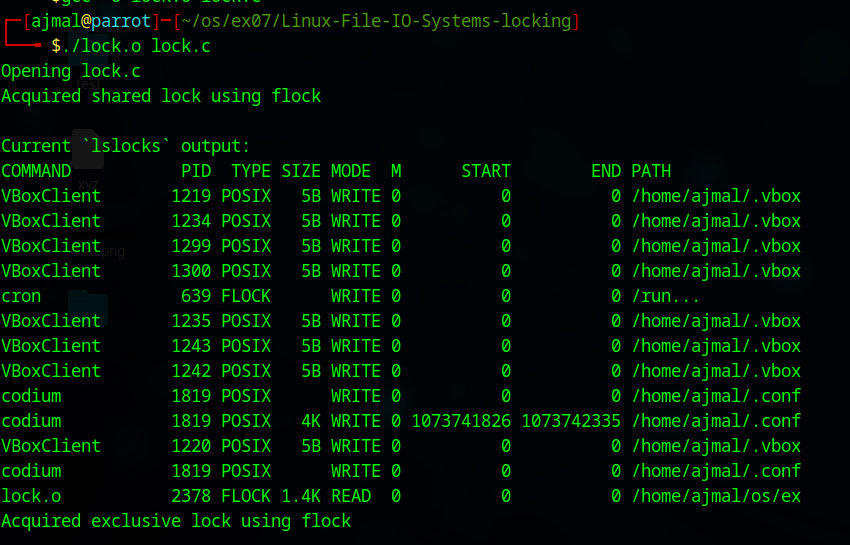 $gcc -o lock.o lock.c
┌─[ajmal@parrot]─[~/os/ex07/Linux-File-IO-Systems-locking]
└──╼ $./lock.o lock.c
Opening lock.c
Acquired shared lock using flock
Current `lslocks` output:
COMMAND PID TYPE SIZE MODE M START END PATH
VBoxClient 1219 POSIX 5B WRITE 0 0 0 /home/ajmal/.vbox
VBoxClient 1234 POSIX 5B WRITE 0 0 0 /home/ajmal/.vbox
VBoxClient 1299 POSIX 5B WRITE 0 0 0 /home/ajmal/.vbox
VBoxClient 1300 POSIX 5B WRITE 0 0 0 /home/ajmal/.vbox
cron 639 FLOCK WRITE 0 0 0 /run...
VBoxClient 1235 POSIX 5B WRITE 0 0 0 /home/ajmal/.vbox
VBoxClient 1243 POSIX 5B WRITE 0 0 0 /home/ajmal/.vbox
VBoxClient 1242 POSIX 5B WRITE 0 0 0 /home/ajmal/.vbox
codium 1819 POSIX WRITE 0 0 0 /home/ajmal/.conf
codium 1819 POSIX 4K WRITE 0 1073741826 1073742335 /home/ajmal/.conf
VBoxClient 1220 POSIX 5B WRITE 0 0 0 /home/ajmal/.vbox
codium 1819 POSIX WRITE 0 0 0 /home/ajmal/.conf
lock.o 2378 FLOCK 1.4K READ 0 0 0 /home/ajmal/os/ex
Acquired exclusive lock using flock